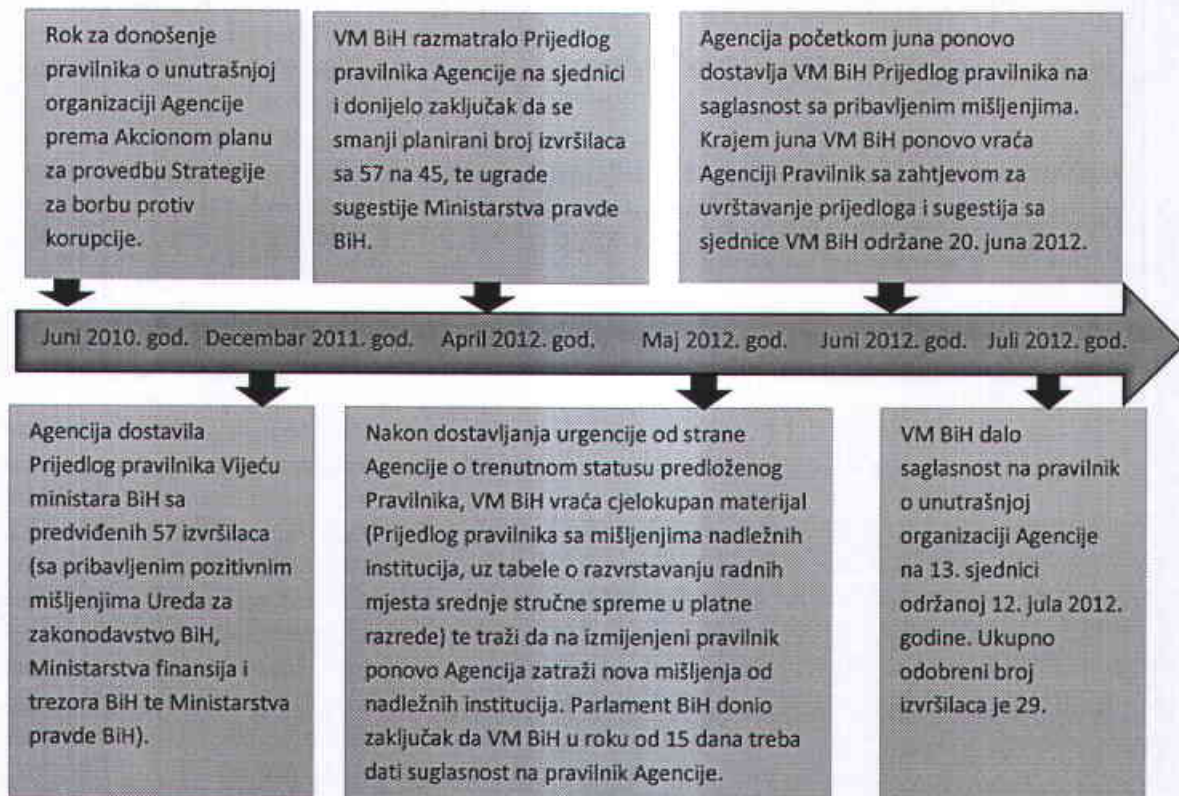 Rok za donošenje
pravilnika o unutrašnjoj
organizaciji Agencije
prema Akcionom planu
za provedbu Strategije
za borbu protiv
korupcije.
VM BiH razmatralo Prijedlog
pravilnika Agencije na sjednici
i donijelo zaključak da se
smanji planirani broj izvršilaca
sa 57 na 45, te ugrade
sugestije Ministarstva pravde
BiH.
Agencija početkom juna ponovo
dostavlja VM BiH Prijedlog pravilnika na
saglasnost sa pribavljenim mišljenjima.
Krajem juna VM BiH ponovo vraća
Agenciji Pravilnik sa zahtjevom za
uvrštavanje prijedloga i sugestija sa
sjednice VM BiH održane 20. juna 2012.
Juni 2010. god. Decembar 2011. god. April 2012. god. Maj 2012. god. Juni 2012. god. Juli 2012. god.
Agencija dostavila
Prijedlog pravilnika Vijeću
ministara BiH sa
predviđenih 57 izvršilaca
(sa pribavljenim pozitivnim
mišljenjima Ureda za
zakonodavstvo BiH,
Ministarstva finansija i
trezora BiH te Ministarstva
pravde BiH).
Nakon dostavljanja urgencije od strane
Agencije o trenutnom statusu predloženog
Pravilnika, VM BiH vraća cjelokupan materijal
(Prijedlog pravilnika sa mišljenjima nadležnih
institucija, uz tabele o razvrstavanju radnih
mjesta srednje stručne spreme u platne
razrede) te traži da na izmijenjeni pravilnik
ponovo Agencija zatraži nova mišljenja od
nadležnih institucija. Parlament BiH donio
zaključak da VM BiH u roku od 15 dana treba
dati suglasnost na pravilnik Agencije.
VM BiH dalo
saglasnost na pravilnik
o unutrašnjoj
organizaciji Agencije
na 13. sjednici
održanoj 12. jula 2012.
godine. Ukupno
odobreni broj
izvršilaca je 29.